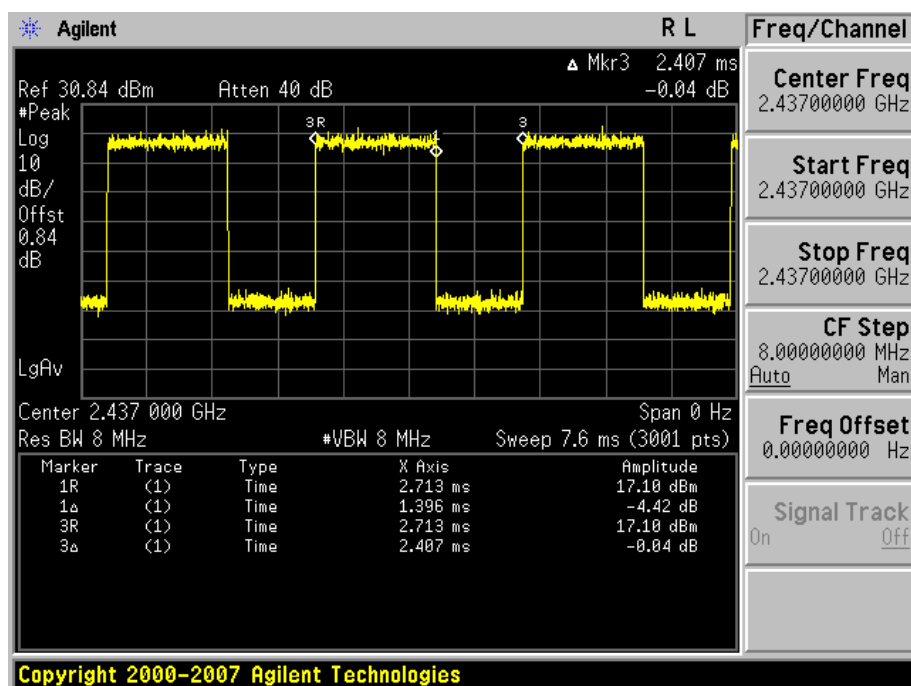 Agilent
R L
Freq/Channel
Δ Mkr3 2.407 ms
Ref 30.84 dBm Atten 40 dB -0.04 dB
#Peak
Log
10
dB/
Offst
0.84
dB
LgAv
3R
1
3
Center 2.437 000 GHz Span 0 Hz
Res BW 8 MHz #VBW 8 MHz Sweep 7.6 ms (3001 pts)
Marker Trace Type X Axis Amplitude
1R (1) Time 2.713 ms 17.10 dBm
1Δ (1) Time 1.396 ms -4.42 dB
3R (1) Time 2.713 ms 17.10 dBm
3Δ (1) Time 2.407 ms -0.04 dB
Center Freq
2.43700000 GHz
Start Freq
2.43700000 GHz
Stop Freq
2.43700000 GHz
CF Step
8.00000000 MHz
Auto Man
Freq Offset
0.00000000 Hz
Signal Track
On Off
Copyright 2000-2007 Agilent Technologies